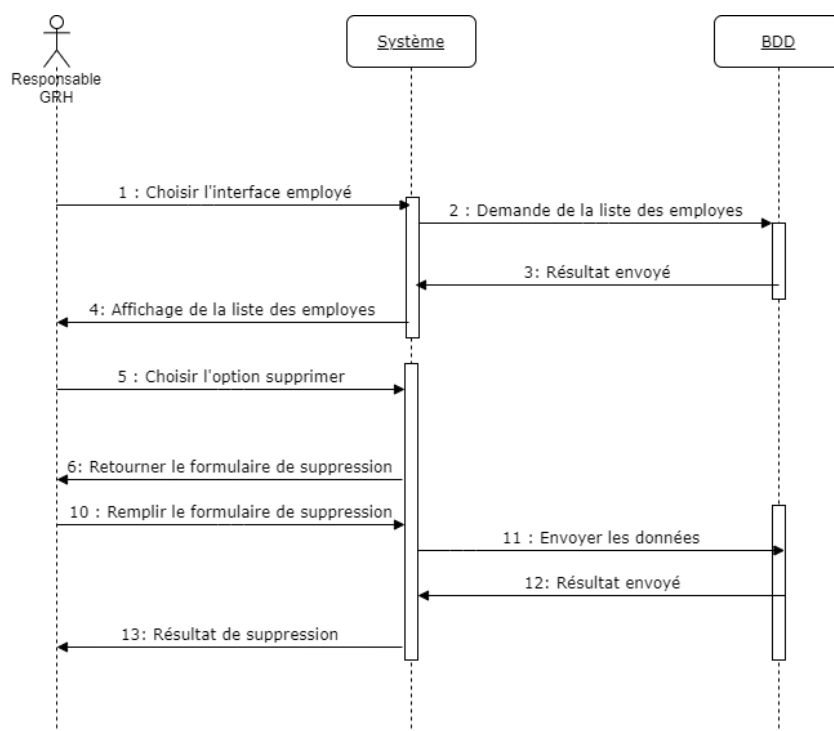 Responsable
GRH
Système
BDD
1 : Choisir l'interface employé
2 : Demande de la liste des employes
3: Résultat envoyé
4: Affichage de la liste des employes
5 : Choisir l'option supprimer
6: Retourner le formulaire de suppression
10 : Remplir le formulaire de suppression
11 : Envoyer les données
12: Résultat envoyé
13: Résultat de suppression